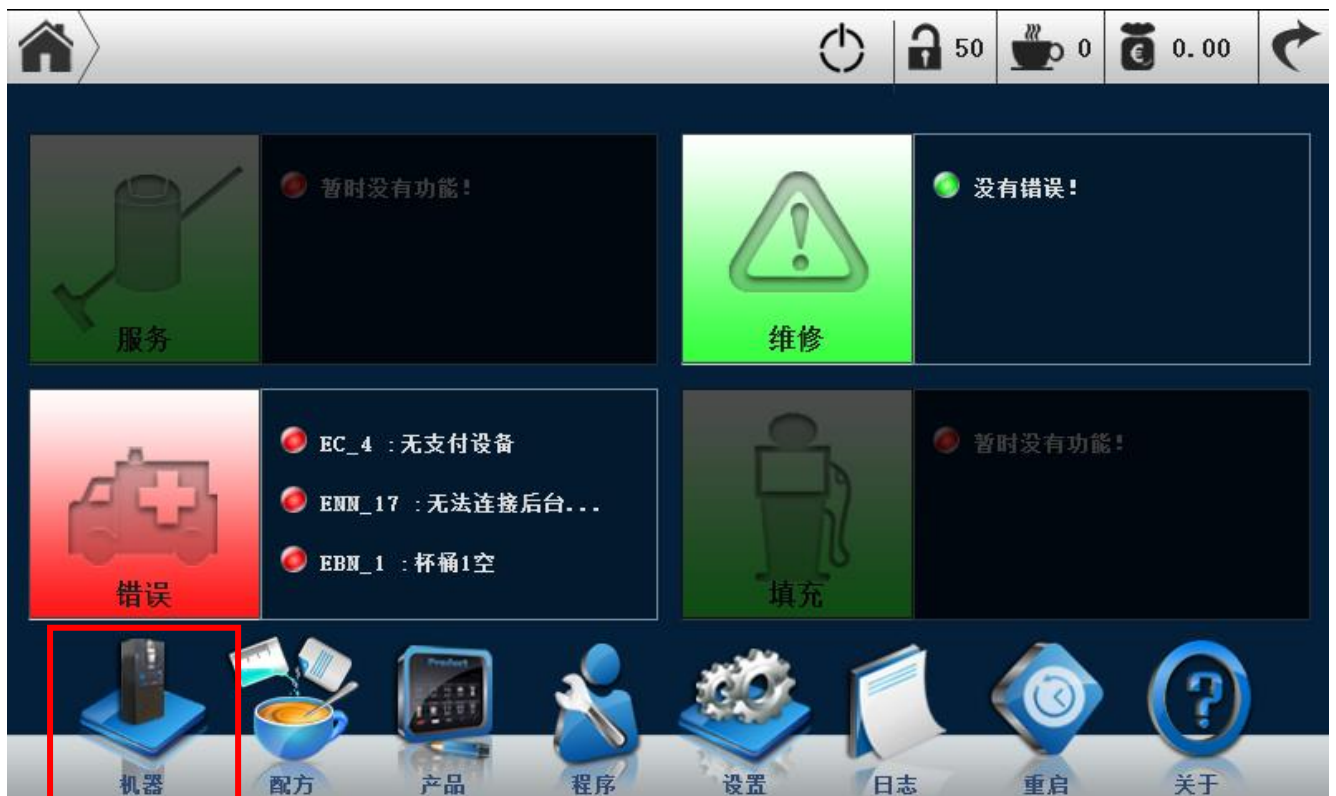 50
0
0.00
暂时没有功能!
服务
没有错误!
维修
EC_4 :无支付设备
ENN_17 :无法连接后台...
EBN_1 :杯桶1空
错误
暂时没有功能!
填充
Product
机器
配方
产品
程序
设置
日志
重启
关于